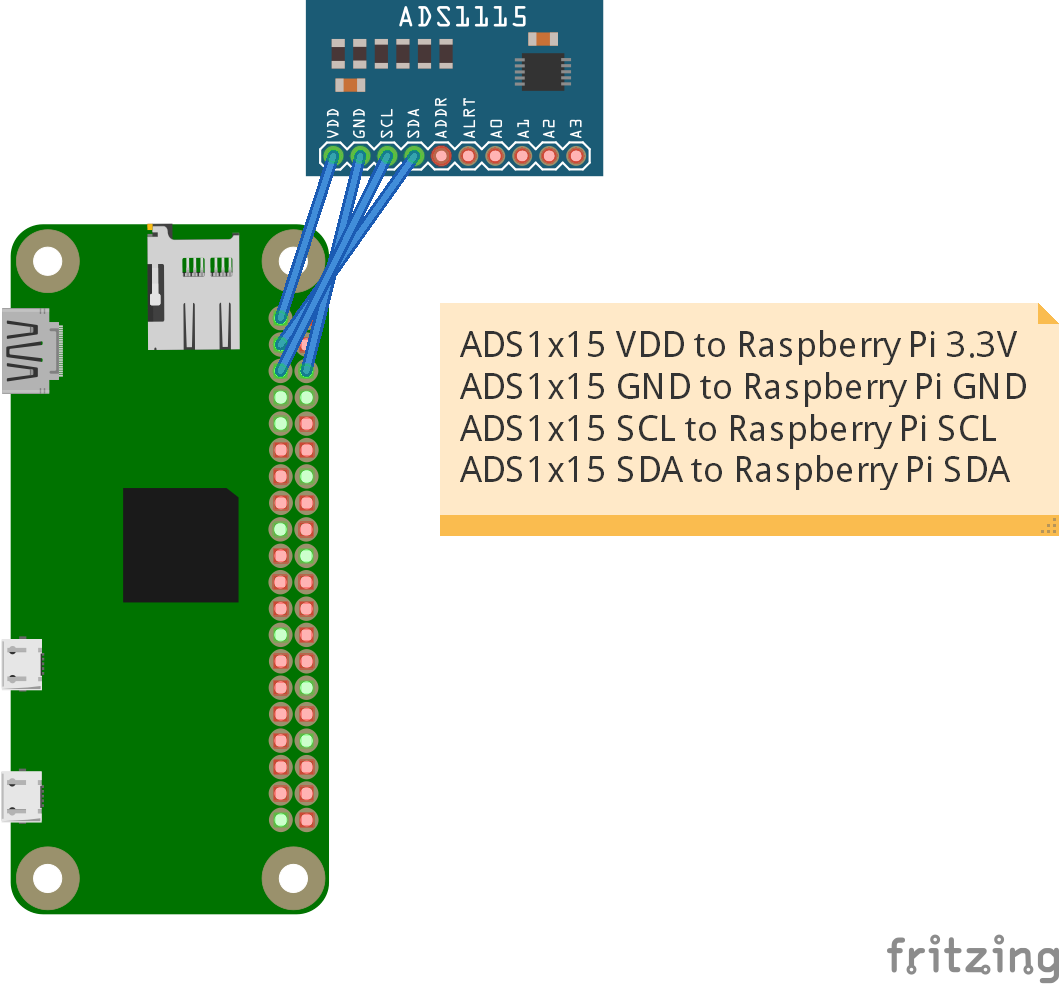 ADS1115
VDD
GND
SCL
SDA
ADDR
ALRT
A0
A1
A2
A3
ADS1x15 VDD to Raspberry Pi 3.3V
ADS1x15 GND to Raspberry Pi GND
ADS1x15 SCL to Raspberry Pi SCL
ADS1x15 SDA to Raspberry Pi SDA
fritzing